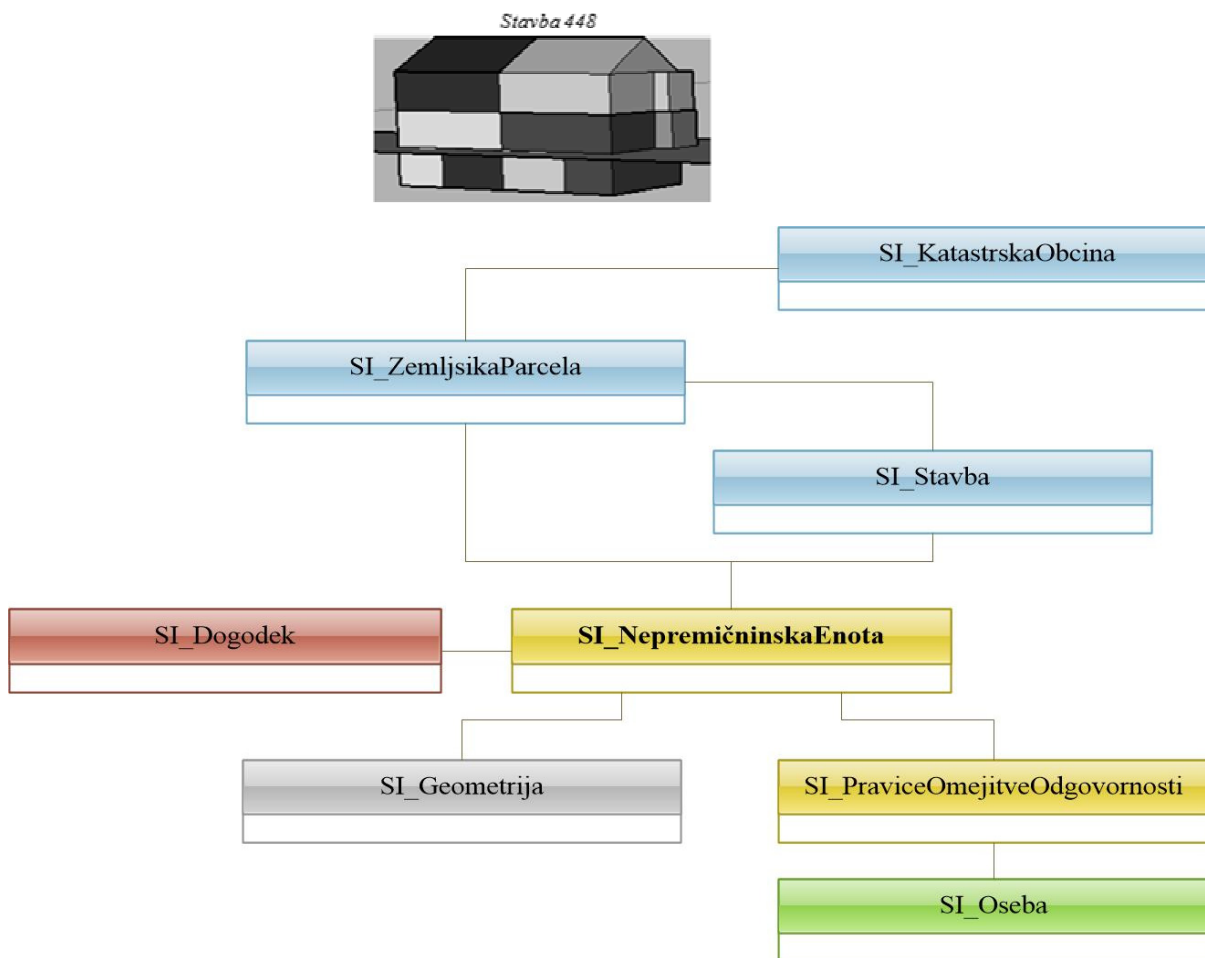 Stavba 448
SI_KatastrskaObcina
SI_ZemljsikaParcela
SI_Stavba
SI_Dogodek
SI_NepremičninskaEnota
SI_Geometrija
SI_PraviceOmejitveOdgovornosti
SI_Oseba